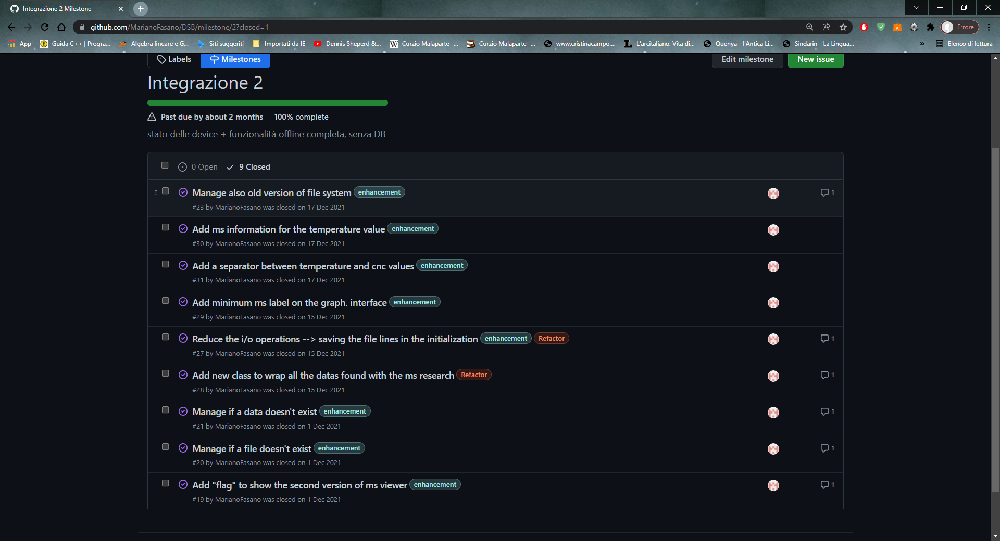 Integrazione 2 Milestone
github.com/MarianoFasano/DSB/milestone/2?closed=1
Errore
App Guida C++ | Progra... Algebra lineare e G... Siti suggeriti Importati da IE Dennis Sheperd &... Curzio Malaparte -... Curzio Malaparte -... www.cristinacampo.... L'arcitaliano. Vita di... Quenya - l'Antica Li... Sindarin - La Lingua... » Elenco di lettura
Labels Milestones Edit milestone New issue
Integrazione 2
Past due by about 2 months 100% complete
stato delle device + funzionalità offline completa, senza DB
0 Open 9 Closed
Manage also old version of file system enhancement 1
#23 by MarianoFasano was closed on 17 Dec 2021
Add ms information for the temperature value enhancement
#30 by MarianoFasano was closed on 17 Dec 2021
Add a separator between temperature and cnc values enhancement
#31 by MarianoFasano was closed on 17 Dec 2021
Add minimum ms label on the graph. interface enhancement
#29 by MarianoFasano was closed on 15 Dec 2021
Reduce the i/o operations --> saving the file lines in the initialization enhancement Refactor 1
#27 by MarianoFasano was closed on 15 Dec 2021
Add new class to wrap all the datas found with the ms research Refactor 1
#28 by MarianoFasano was closed on 15 Dec 2021
Manage if a data doesn't exist enhancement 1
#21 by MarianoFasano was closed on 1 Dec 2021
Manage if a file doesn't exist enhancement 1
#20 by MarianoFasano was closed on 1 Dec 2021
Add "flag" to show the second version of ms viewer enhancement 1
#19 by MarianoFasano was closed on 1 Dec 2021